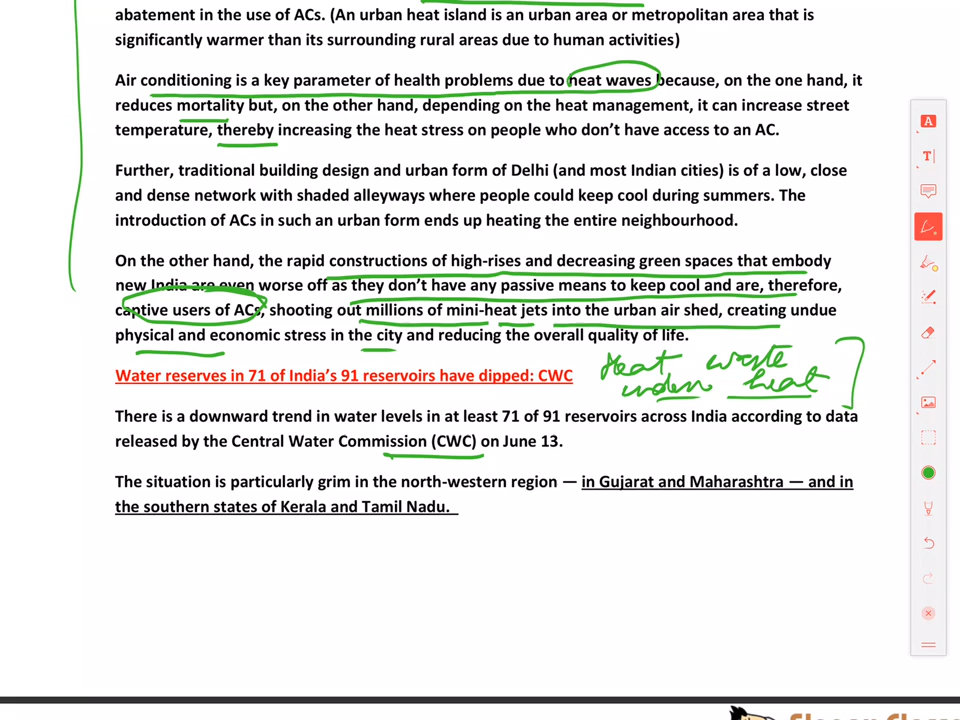 abatement in the use of ACs. (An urban heat island is an urban area or metropolitan area that is
significantly warmer than its surrounding rural areas due to human activities)
Air conditioning is a key parameter of health problems due to heat waves because, on the one hand, it
reduces mortality but, on the other hand, depending on the heat management, it can increase street
temperature, thereby increasing the heat stress on people who don't have access to an AC.
Further, traditional building design and urban form of Delhi (and most Indian cities) is of a low, close
and dense network with shaded alleyways where people could keep cool during summers. The
introduction of ACs in such an urban form ends up heating the entire neighbourhood.
On the other hand, the rapid constructions of high-rises and decreasing green spaces that embody
new India are even worse off as they don't have any passive means to keep cool and are, therefore,
captive users of ACs, shooting out millions of mini-heat jets into the urban air shed, creating undue
physical and economic stress in the city and reducing the overall quality of life.
Heat waste
heat
Water reserves in 71 of India's 91 reservoirs have dipped: CWC
There is a downward trend in water levels in at least 71 of 91 reservoirs across India according to data
released by the Central Water Commission (CWC) on June 13.
The situation is particularly grim in the north-western region — in Gujarat and Maharashtra — and in
the southern states of Kerala and Tamil Nadu.
A
T